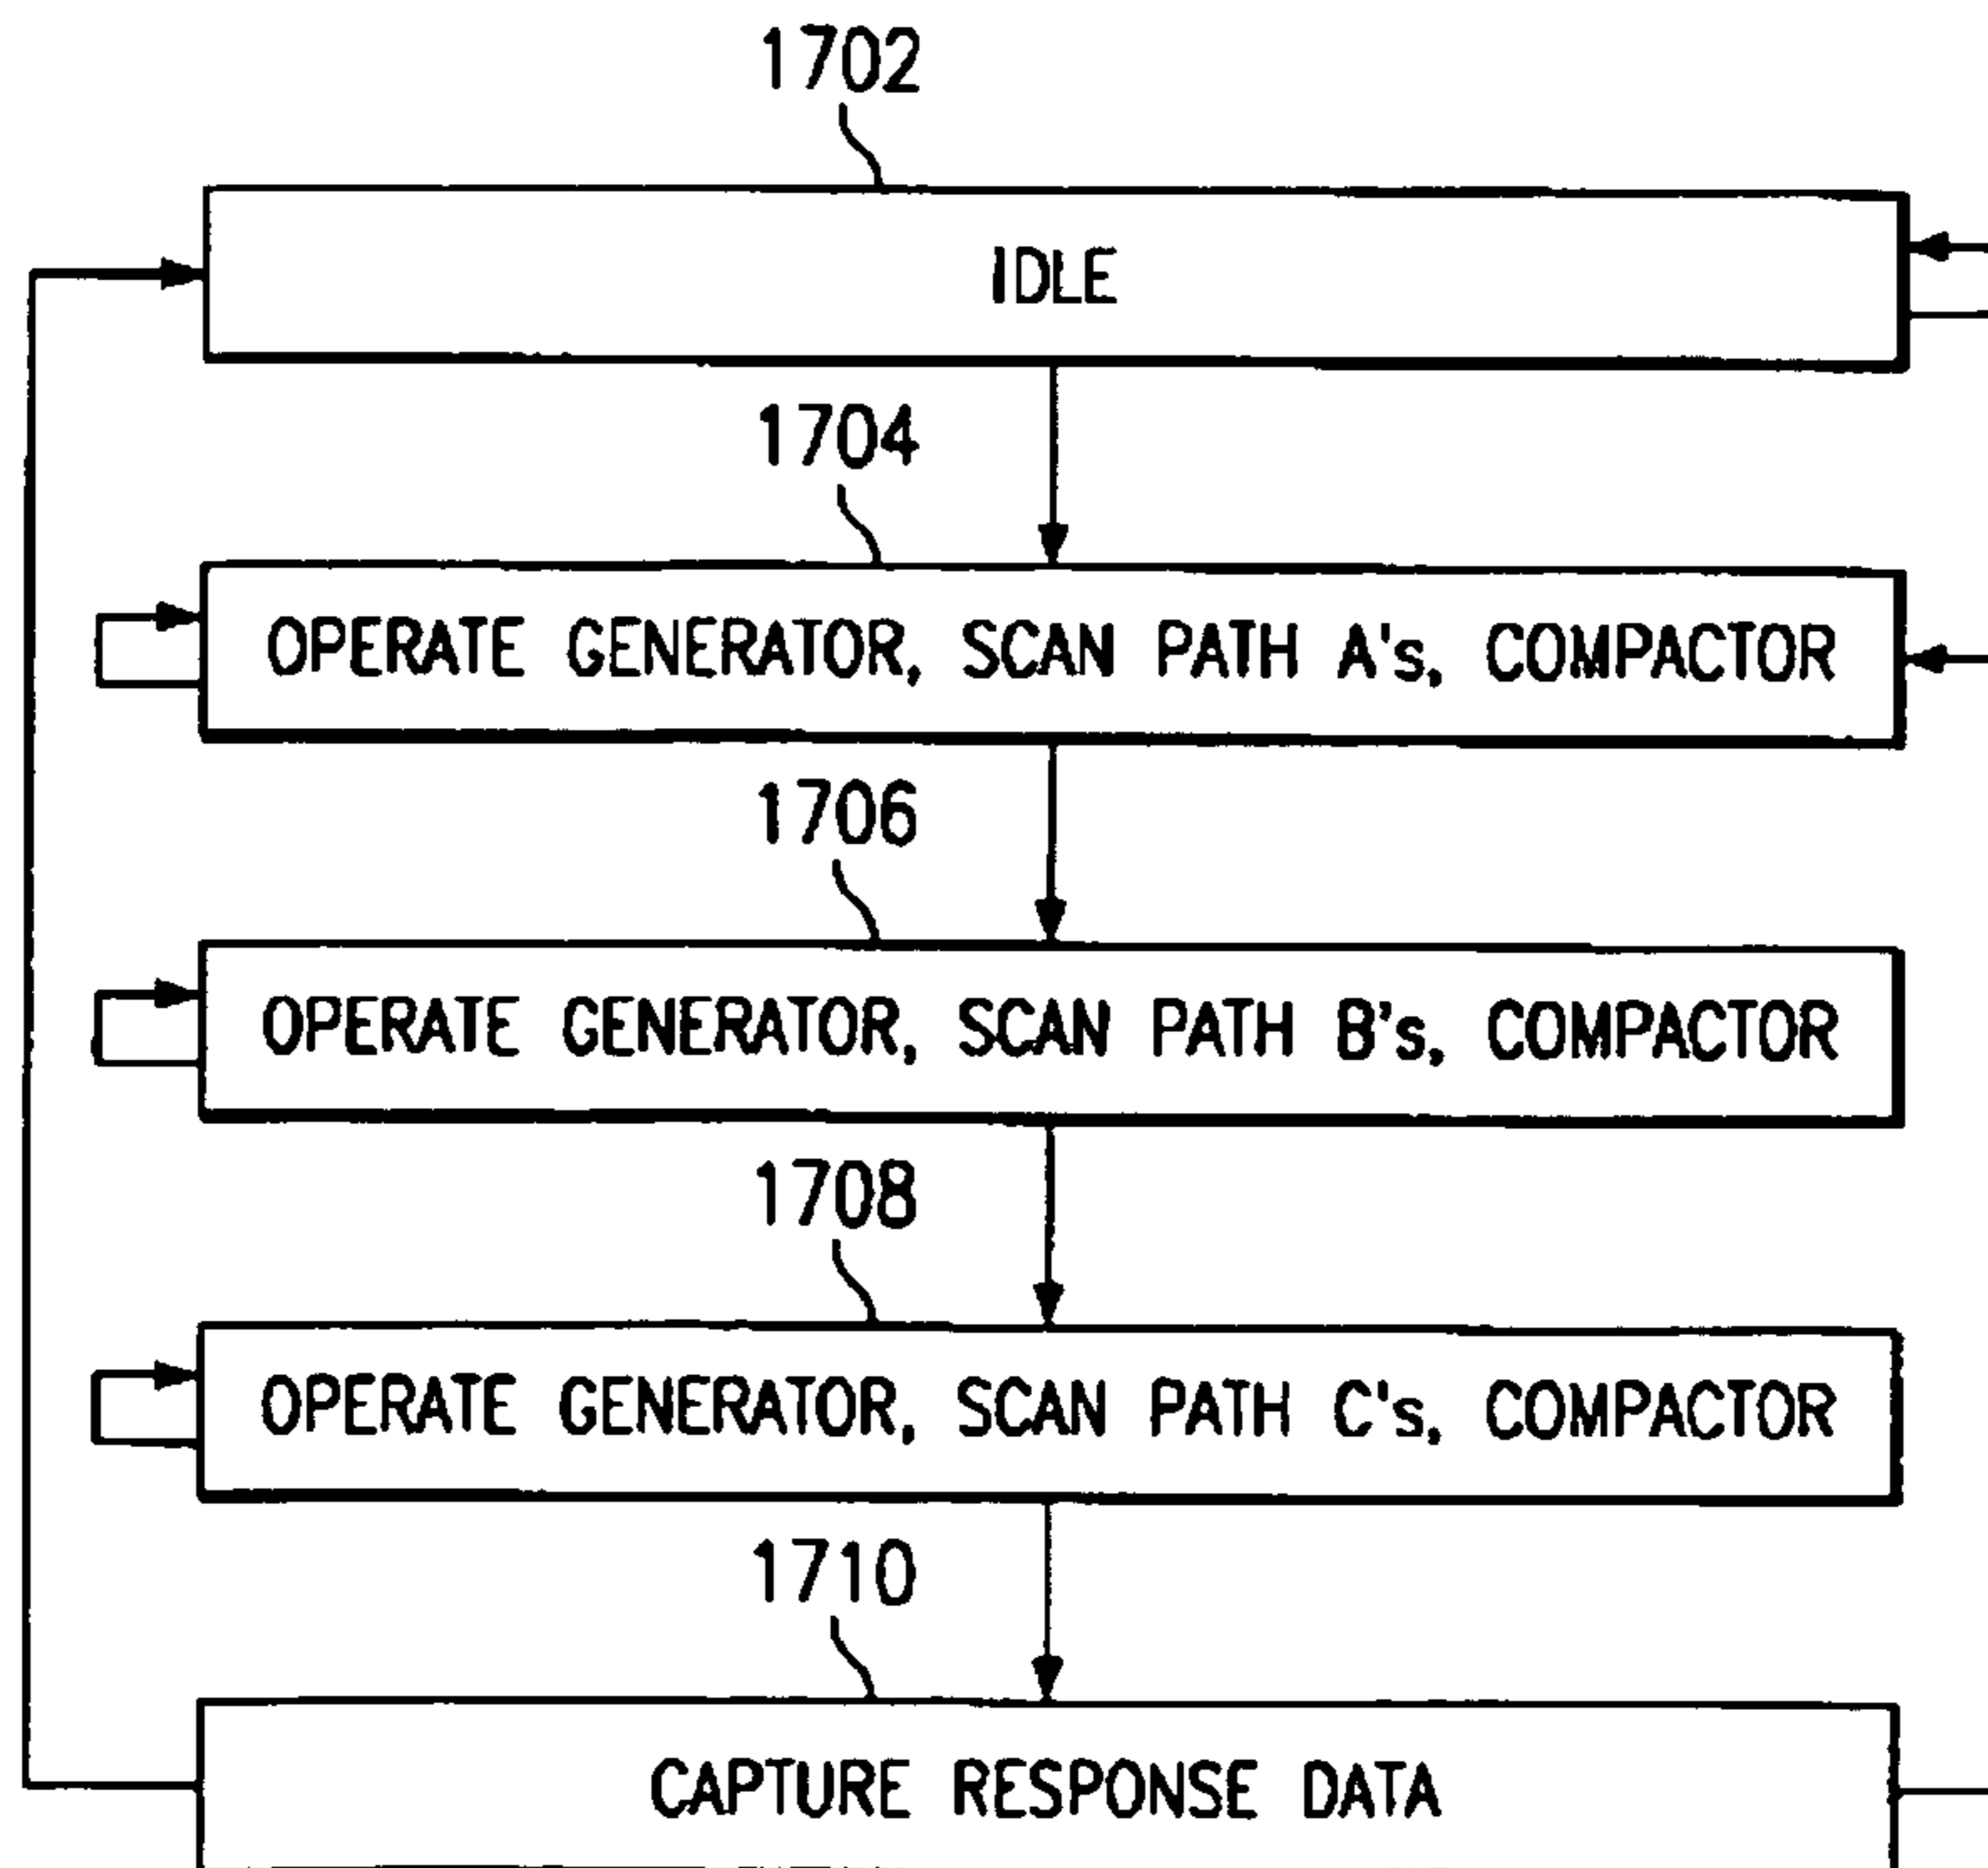 1702
IDLE
1704
OPERATE GENERATOR, SCAN PATH A's, COMPACTOR
1706
OPERATE GENERATOR, SCAN PATH B's, COMPACTOR
1708
OPERATE GENERATOR, SCAN PATH C's, COMPACTOR
1710
CAPTURE RESPONSE DATA